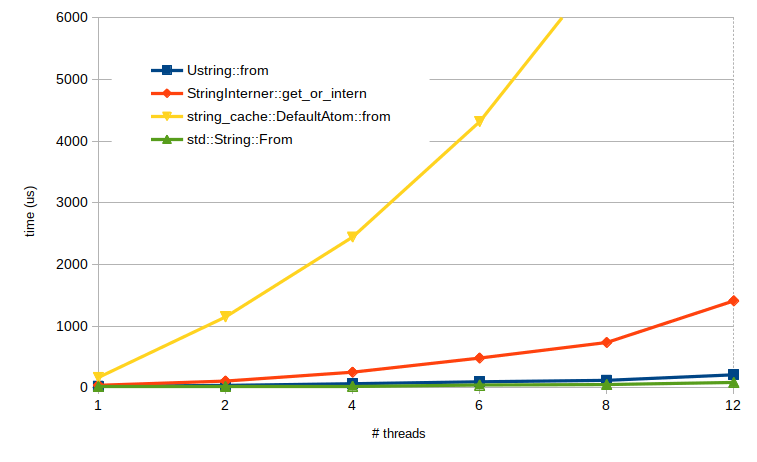 6000
5000
4000
3000
2000
1000
0
time (us)
Ustring::from
StringInterner::get_or_intern
string_cache::DefaultAtom::from
std::String::From
1 2 4 6 8 12
# threads